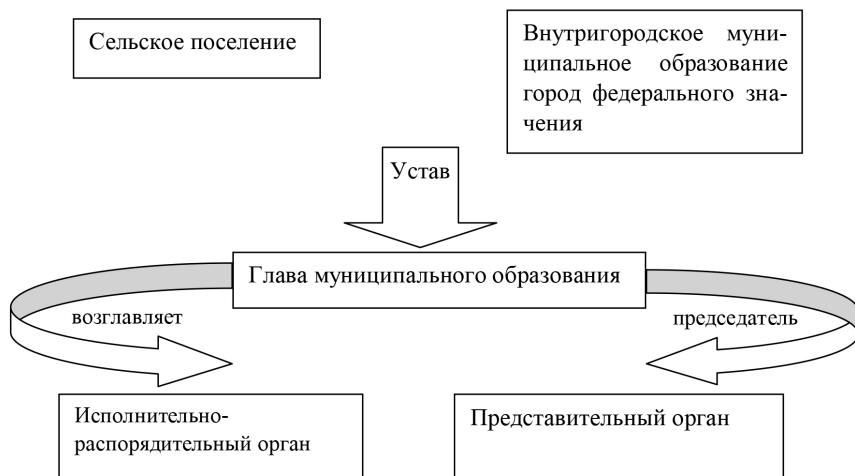 Сельское поселение
Внутригородское муни-
ципальное образование
город федерального зна-
чения
Устав
Глава муниципального образования
возглавляет
председатель
Исполнительно-
распорядительный орган
Представительный орган